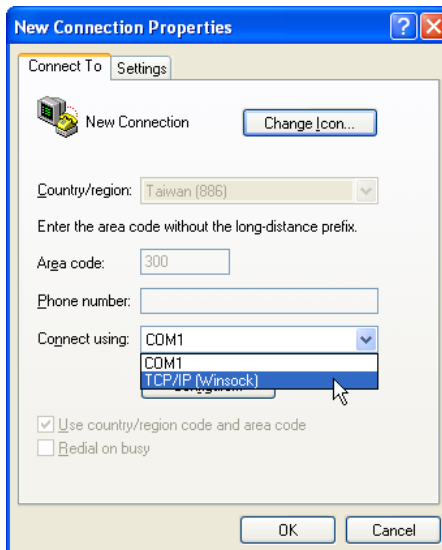 New Connection Properties
Connect To Settings
New Connection
Change Icon...
Country/region: Taiwan (886)
Enter the area code without the long-distance prefix.
Area code: 300
Phone number:
Connect using: COM1
COM1
TCP/IP (Winsock)
Use country/region code and area code
Redial on busy
OK Cancel